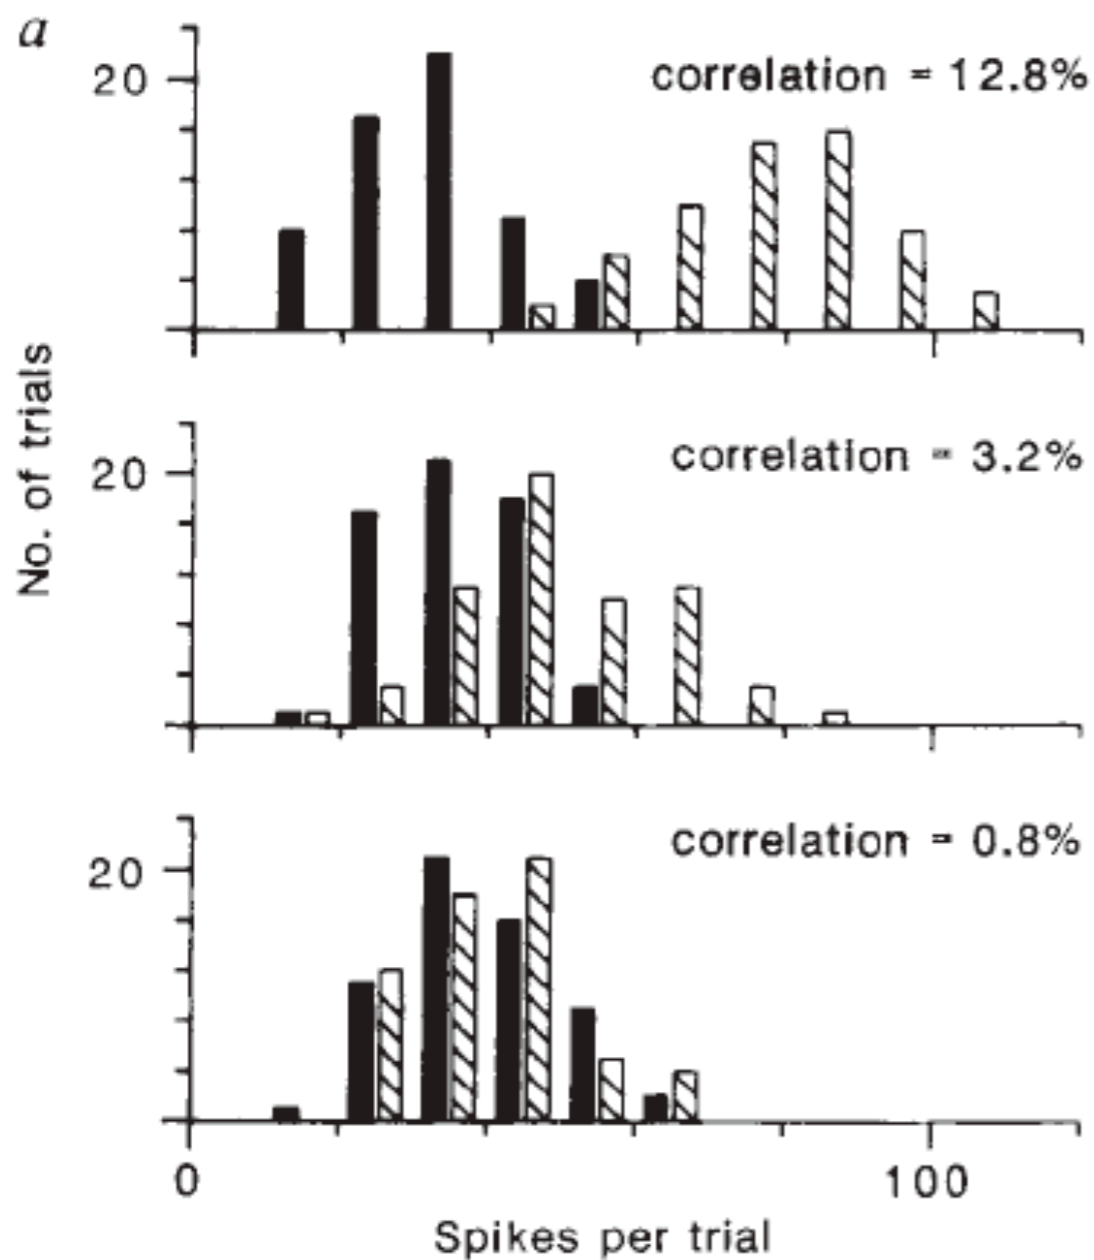 a
20
correlation = 12.8%
No. of trials
20
correlation = 3.2%
20
correlation = 0.8%
0
100
Spikes per trial